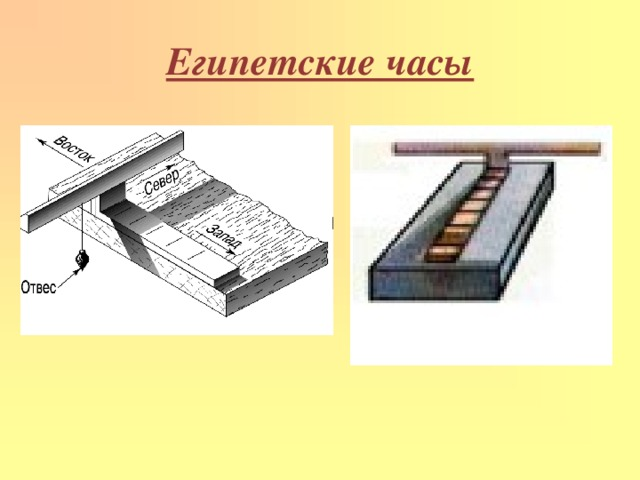 Египетские часы
Восток
Север
Запад
Отвес